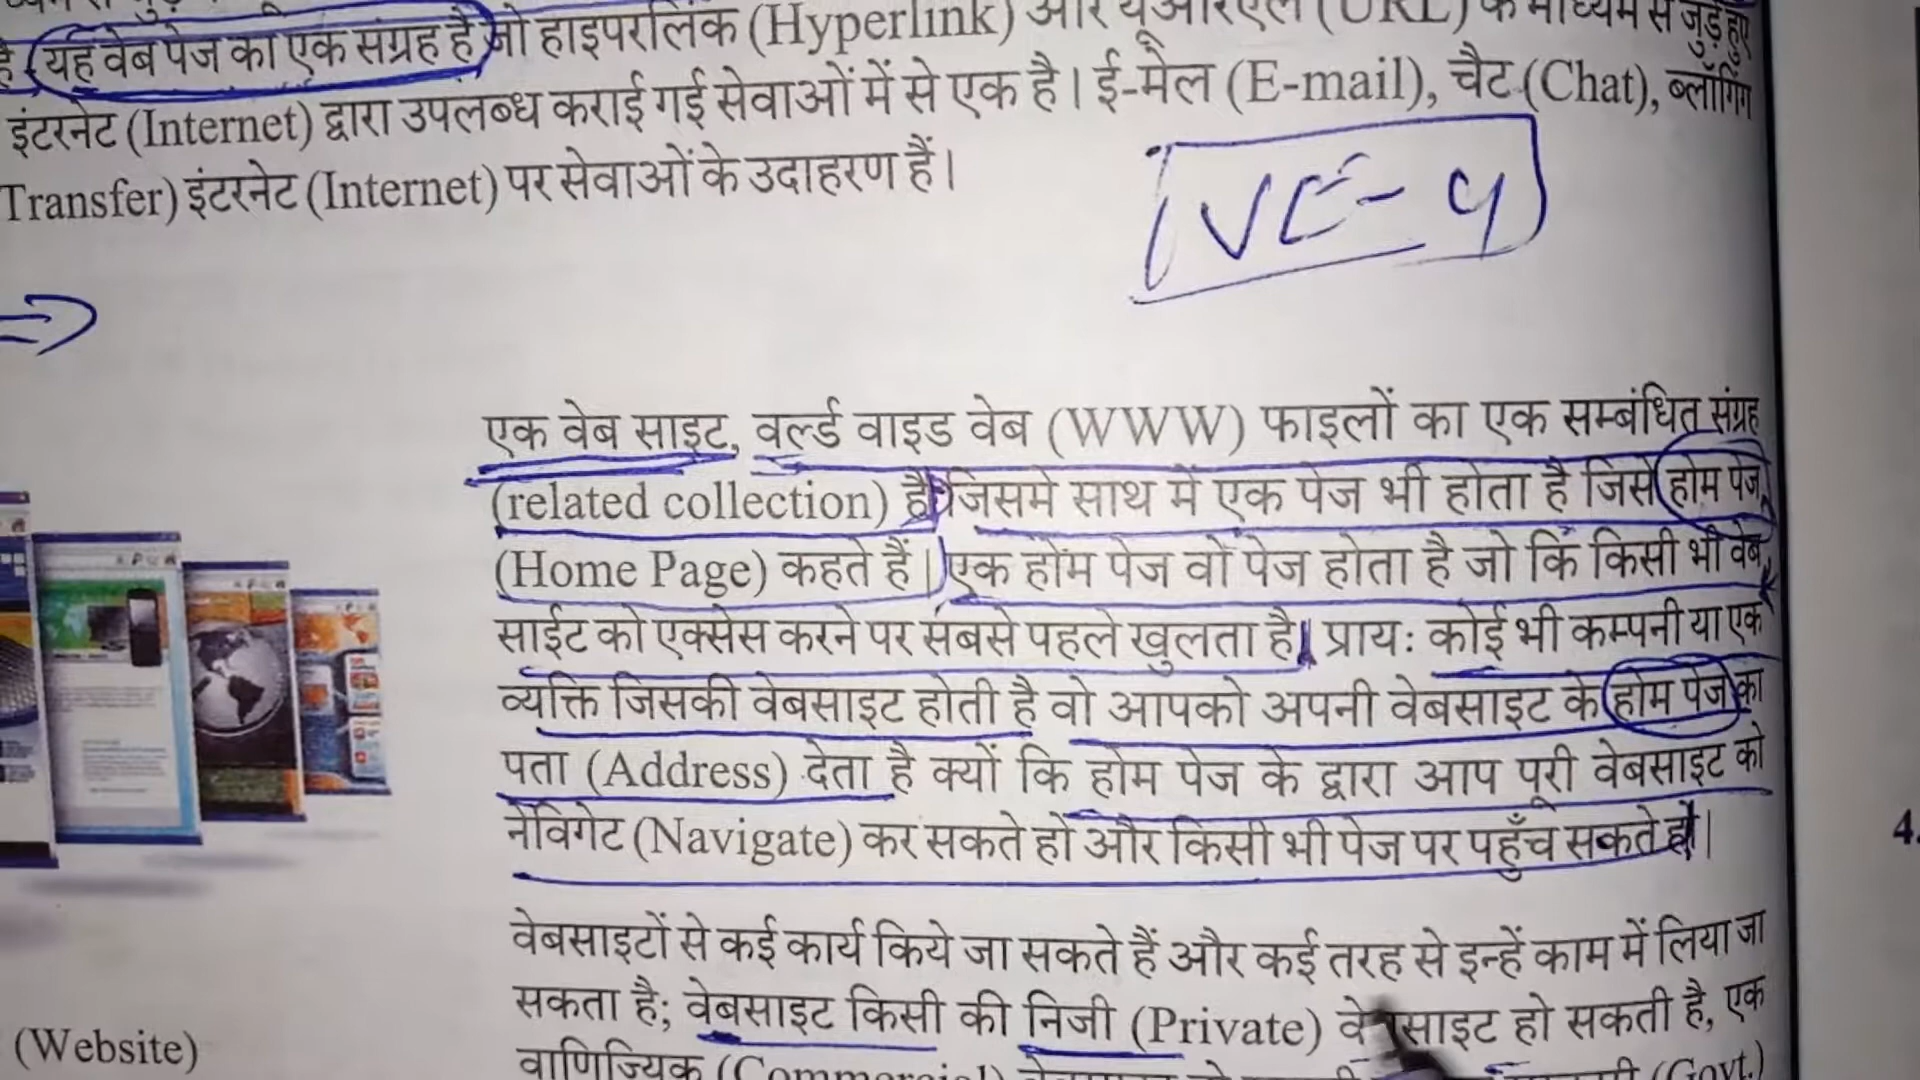 है, यह वेब पेज का एक संग्रह है जो हाइपरलिंक (Hyperlink) और यूआरएल (URL) के माध्यम से जुड़े हुए
इंटरनेट (Internet) द्वारा उपलब्ध कराई गई सेवाओं में से एक है। ई-मेल (E-mail), चैट (Chat), ब्लॉगिंग
Transfer) इंटरनेट (Internet) पर सेवाओं के उदाहरण हैं।
एक वेब साइट, वर्ल्ड वाइड वेब (WWW) फाइलों का एक सम्बंधित संग्रह
(related collection) है जिसमे साथ में एक पेज भी होता है जिसे होम पेज
(Home Page) कहते हैं। एक होम पेज वो पेज होता है जो कि किसी भी वेब
साईट को एक्सेस करने पर सबसे पहले खुलता है। प्रायः कोई भी कम्पनी या एक
व्यक्ति जिसकी वेबसाइट होती है वो आपको अपनी वेबसाइट के होम पेज का
पता (Address) देता है क्यों कि होम पेज के द्वारा आप पूरी वेबसाइट को
नेविगेट (Navigate) कर सकते हो और किसी भी पेज पर पहुँच सकते हो।
वेबसाइटों से कई कार्य किये जा सकते हैं और कई तरह से इन्हें काम में लिया जा
सकता है; वेबसाइट किसी की निजी (Private) वेबसाइट हो सकती है, एक
(Website)
वाणिज्यिक (Commercial) (Govt.)
4.